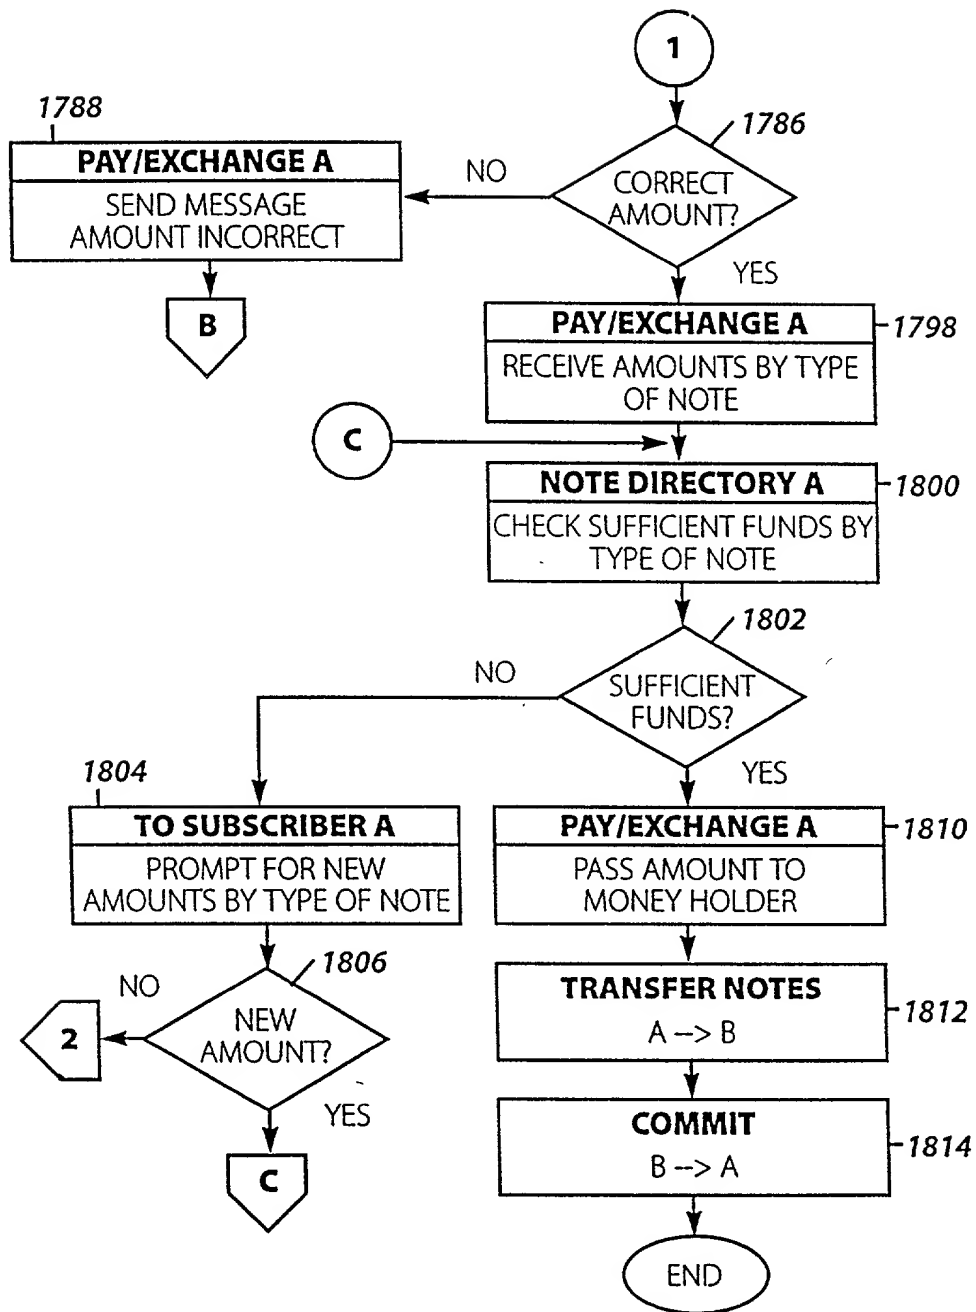 1
1788
1786
PAY/EXCHANGE A
NO
CORRECT
AMOUNT?
SEND MESSAGE
AMOUNT INCORRECT
YES
B
PAY/EXCHANGE A
1798
RECEIVE AMOUNTS BY TYPE
OF NOTE
C
NOTE DIRECTORY A
1800
CHECK SUFFICIENT FUNDS BY
TYPE OF NOTE
1802
NO
SUFFICIENT
FUNDS?
YES
1804
TO SUBSCRIBER A
PROMPT FOR NEW
AMOUNTS BY TYPE OF NOTE
PAY/EXCHANGE A
1810
PASS AMOUNT TO
MONEY HOLDER
1806
NO
NEW
AMOUNT?
2
YES
C
TRANSFER NOTES
1812
A --> B
COMMIT
1814
B --> A
END